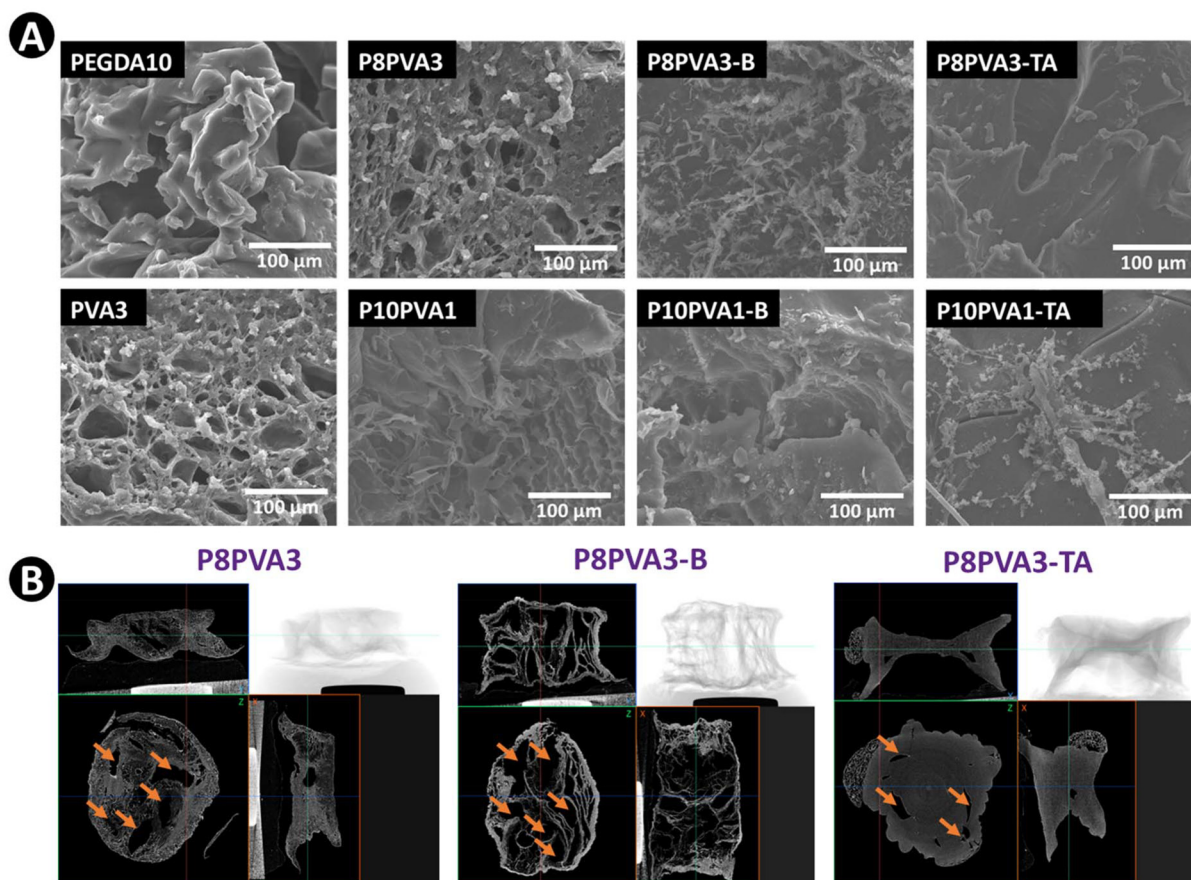 A
PEGDA10
P8PVA3
P8PVA3-B
P8PVA3-TA
100 µm
100 µm
100 µm
100 µm
PVA3
P10PVA1
P10PVA1-B
P10PVA1-TA
100 µm
100 µm
100 µm
100 µm
B
P8PVA3
P8PVA3-B
P8PVA3-TA
Z
X
Z
X
Z
X